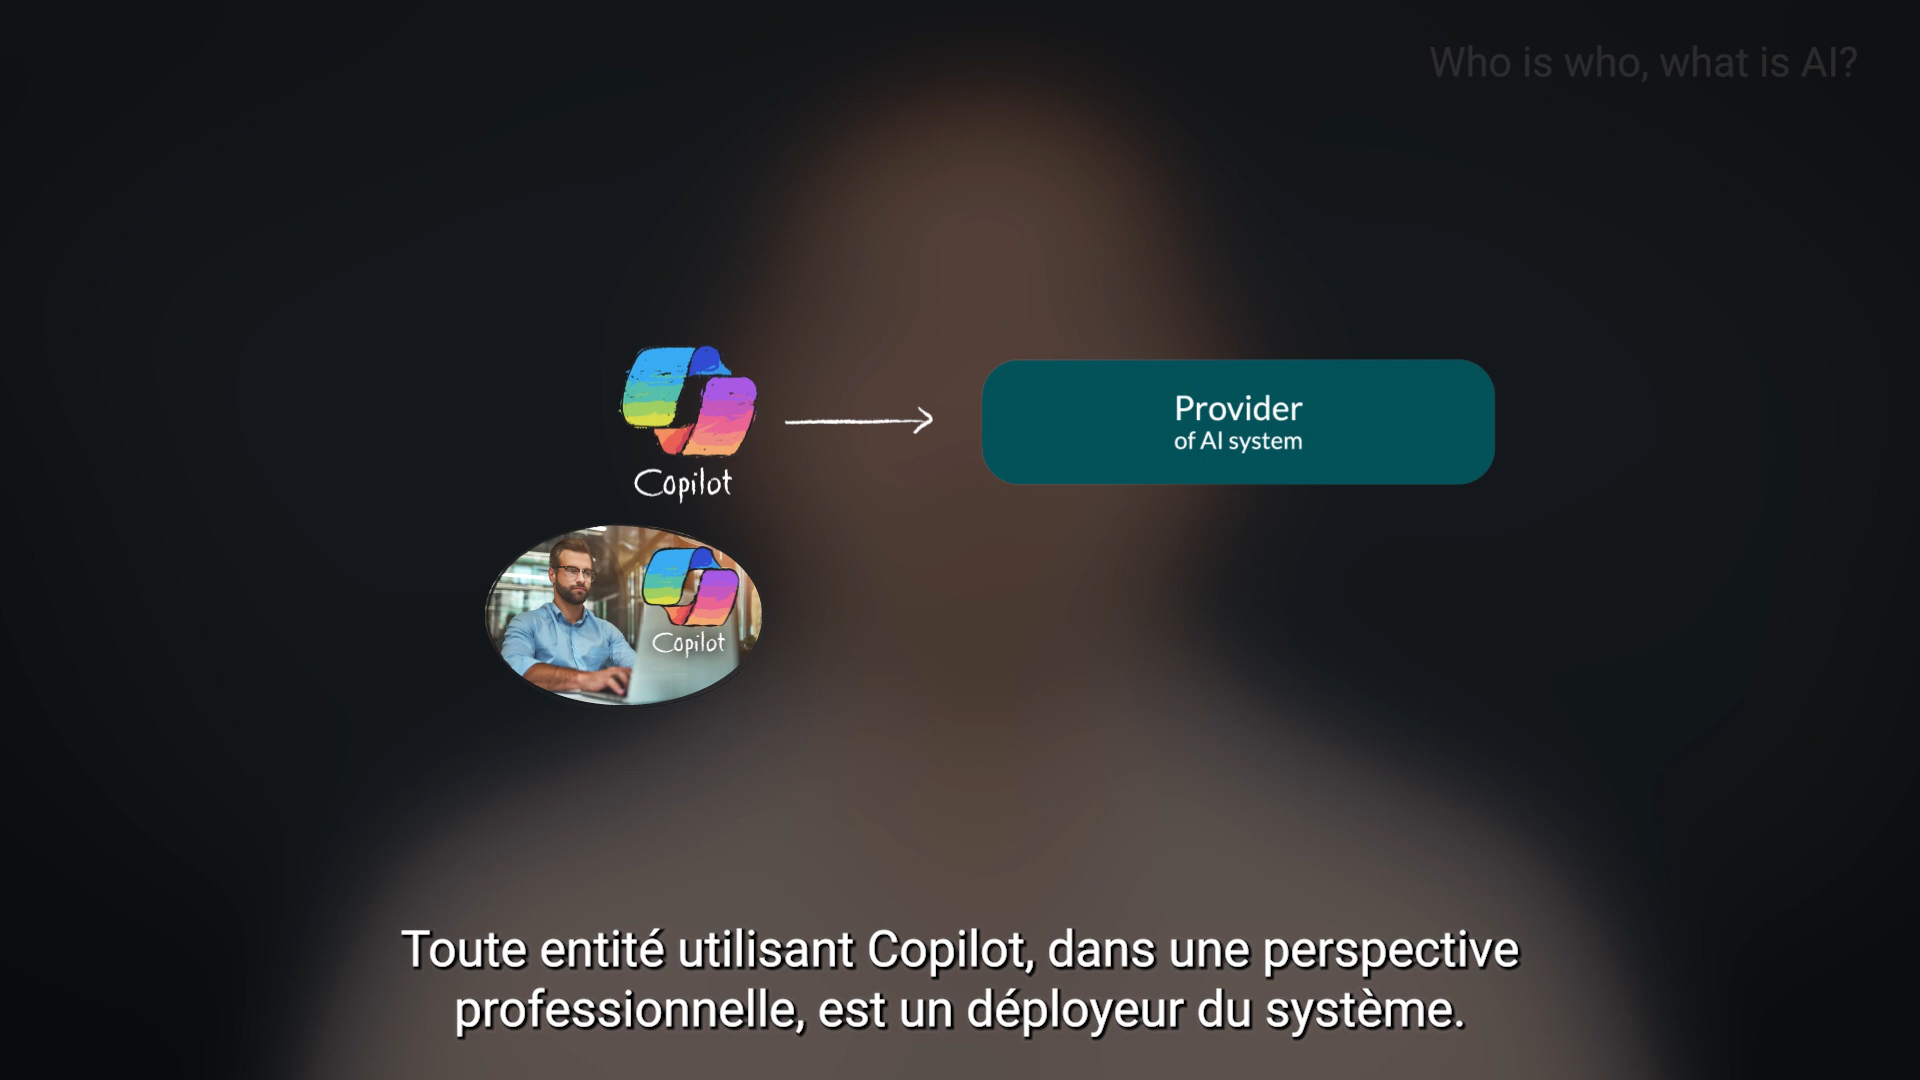 Who is who, what is AI?
Provider
of AI system
Copilot
Copilot
Toute entité utilisant Copilot, dans une perspective
professionnelle, est un déployeur du système.